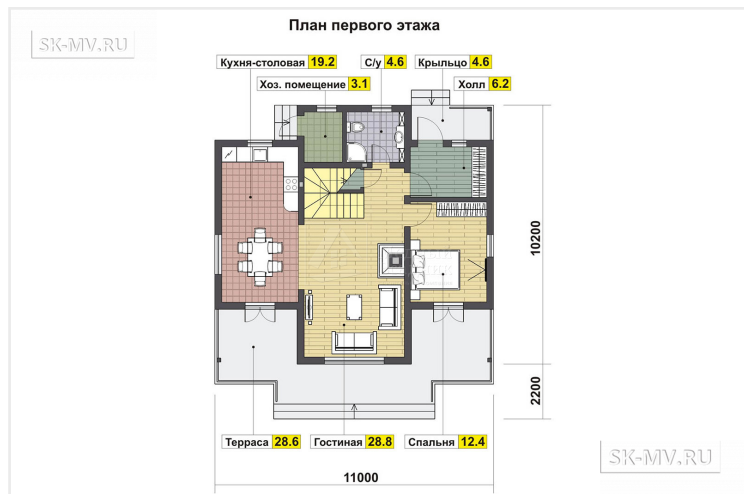 План первого этажа
SK-MV.RU
Кухня-столовая 19.2
С/у 4.6
Крыльцо 4.6
Хоз. помещение 3.1
Холл 6.2
10200
2200
Терраса 28.6
Гостиная 28.8
Спальня 12.4
SK-MV.RU
11000